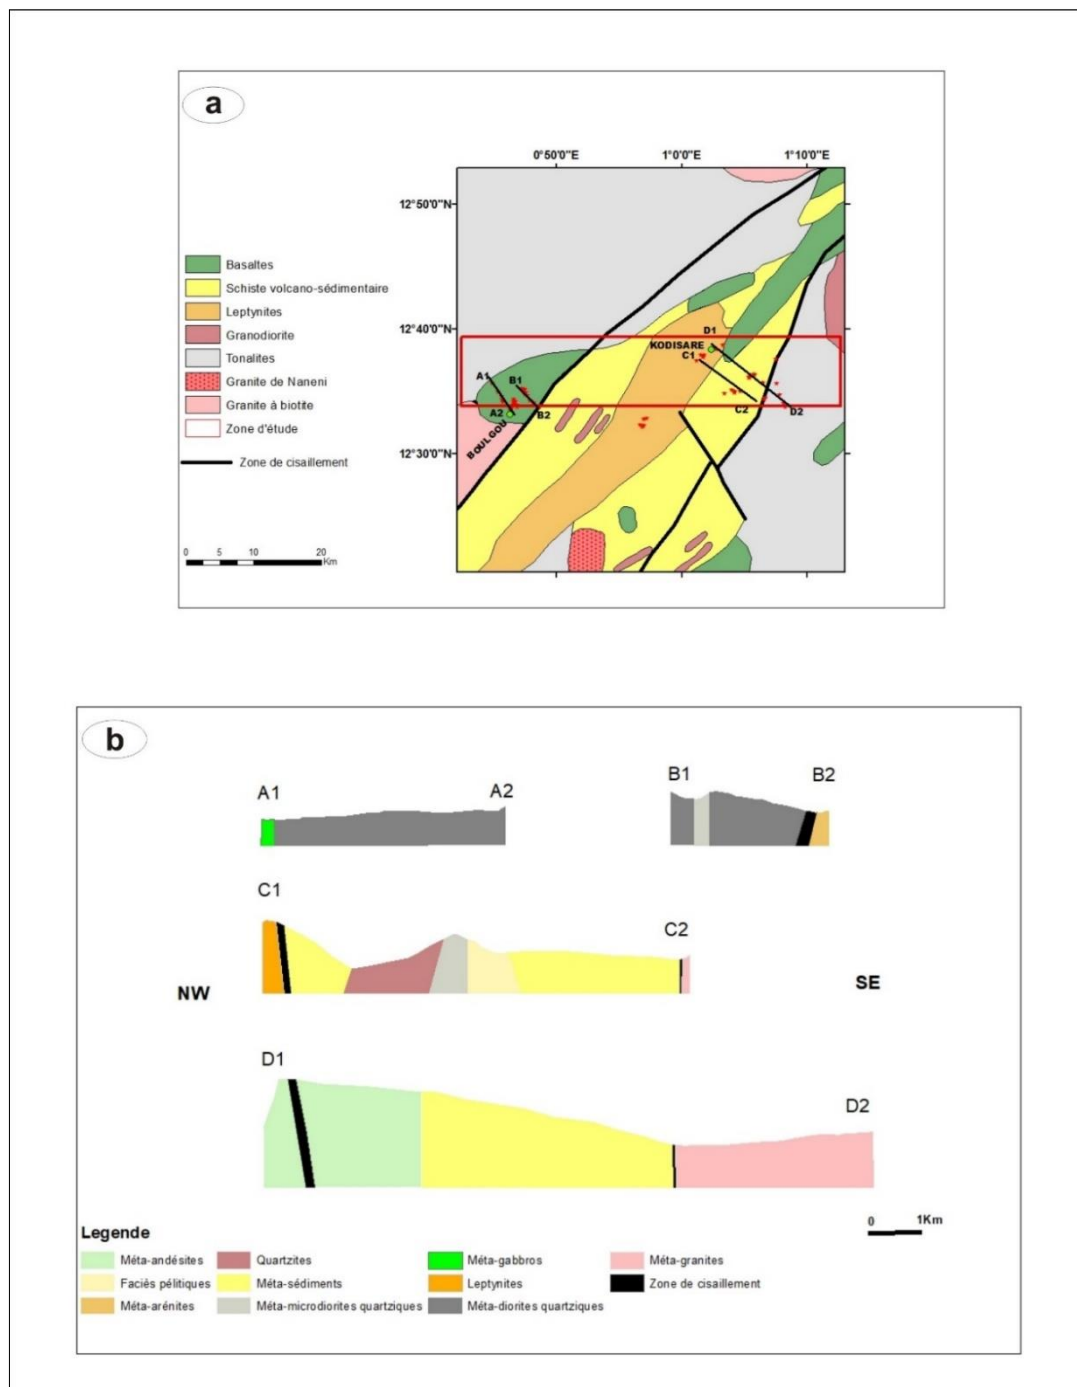 a
0°50'0"E 1°0'0"E 1°10'0"E
12°50'0"N
12°40'0"N
12°30'0"N
D1
KODISARE
C1
A1
B1
A2
B2
C2
D2
BOULGOU
Basaltes
Schiste volcano-sédimentaire
Leptynites
Granodiorite
Tonalites
Granite de Naneni
Granite à biotite
Zone d'étude
Zone de cisaillement
0 5 10 20
Km
b
A1 A2 B1 B2
C1 C2
NW SE
D1 D2
0 1Km
Legende
Méta-andésites Quartzites Méta-gabbros Méta-granites
Faciès pélitiques Méta-sédiments Leptynites Zone de cisaillement
Méta-arénites Méta-microdiorites quartziques Méta-diorites quartziques